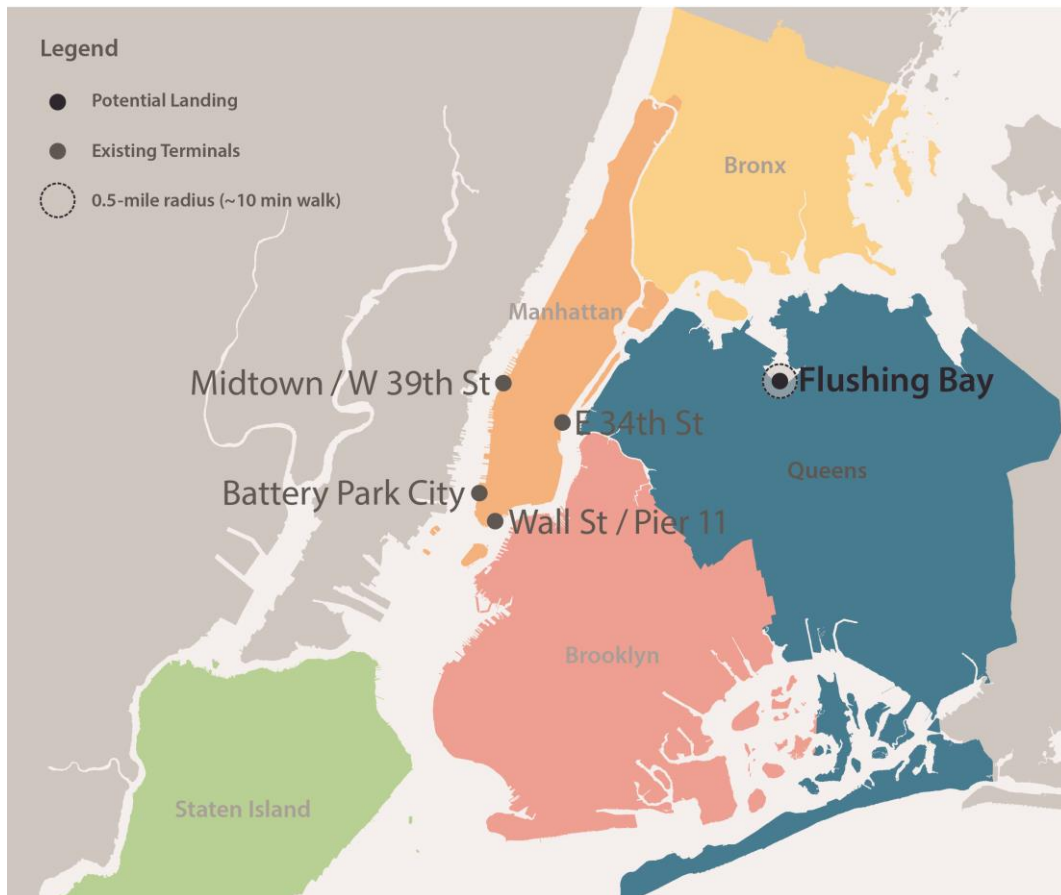 Legend
Potential Landing
Existing Terminals
0.5-mile radius (~10 min walk)
Bronx
Manhattan
Midtown / W 39th St
Flushing Bay
E 34th St
Queens
Battery Park City
Wall St / Pier 11
Brooklyn
Staten Island